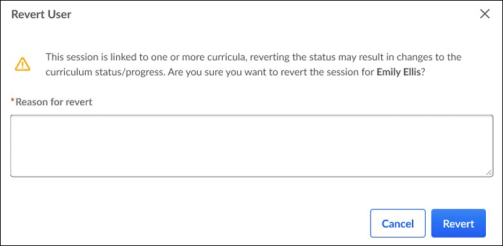 Revert User
This session is linked to one or more curricula, reverting the status may result in changes to the
curriculum status/progress. Are you sure you want to revert the session for Emily Ellis?
*Reason for revert
Cancel Revert